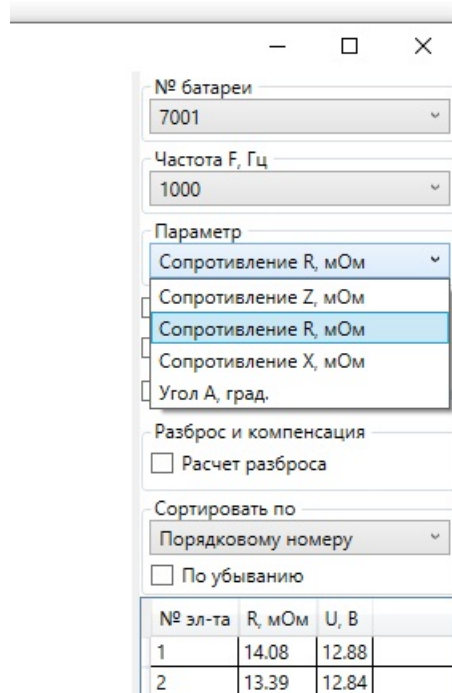 № батареи
7001
Частота F, Гц
1000
Параметр
Сопротивление R, мОм
Сопротивление Z, мОм
Сопротивление R, мОм
Сопротивление X, мОм
Угол A, град.
Разброс и компенсация
Расчет разброса
Сортировать по
Порядковому номеру
По убыванию
№ эл-та R, мОм U, В
1 14.08 12.88
2 13.39 12.84